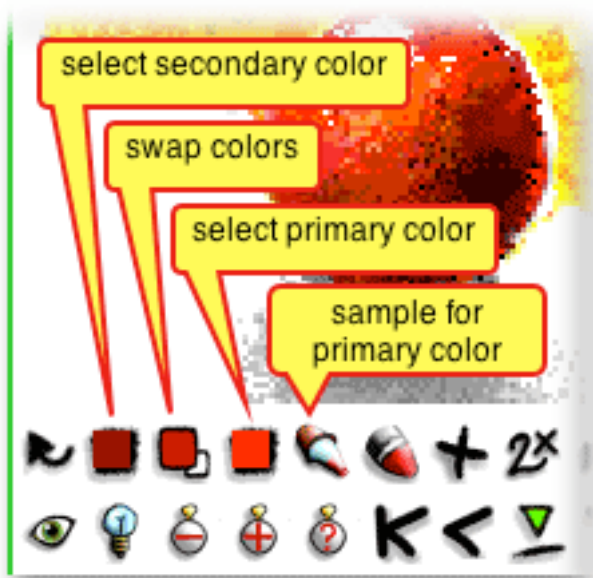 select secondary color
swap colors
select primary color
sample for
primary color
2x